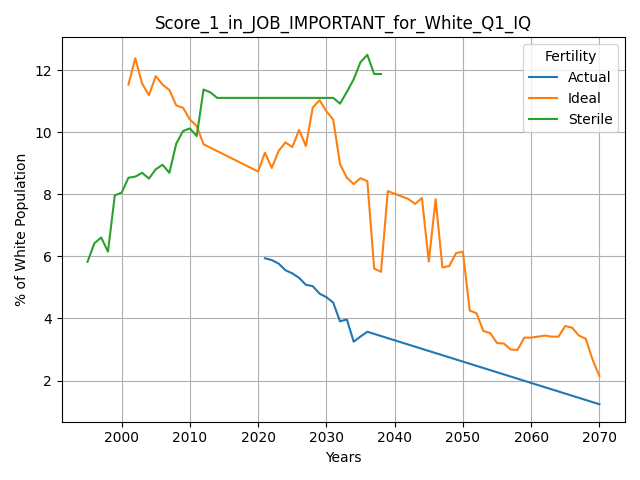 Score_1_in_JOB_IMPORTANT_for_White_Q1_IQ
Fertility
Actual
Ideal
Sterile
% of White Population
12
10
8
6
4
2
2000 2010 2020 2030 2040 2050 2060 2070
Years